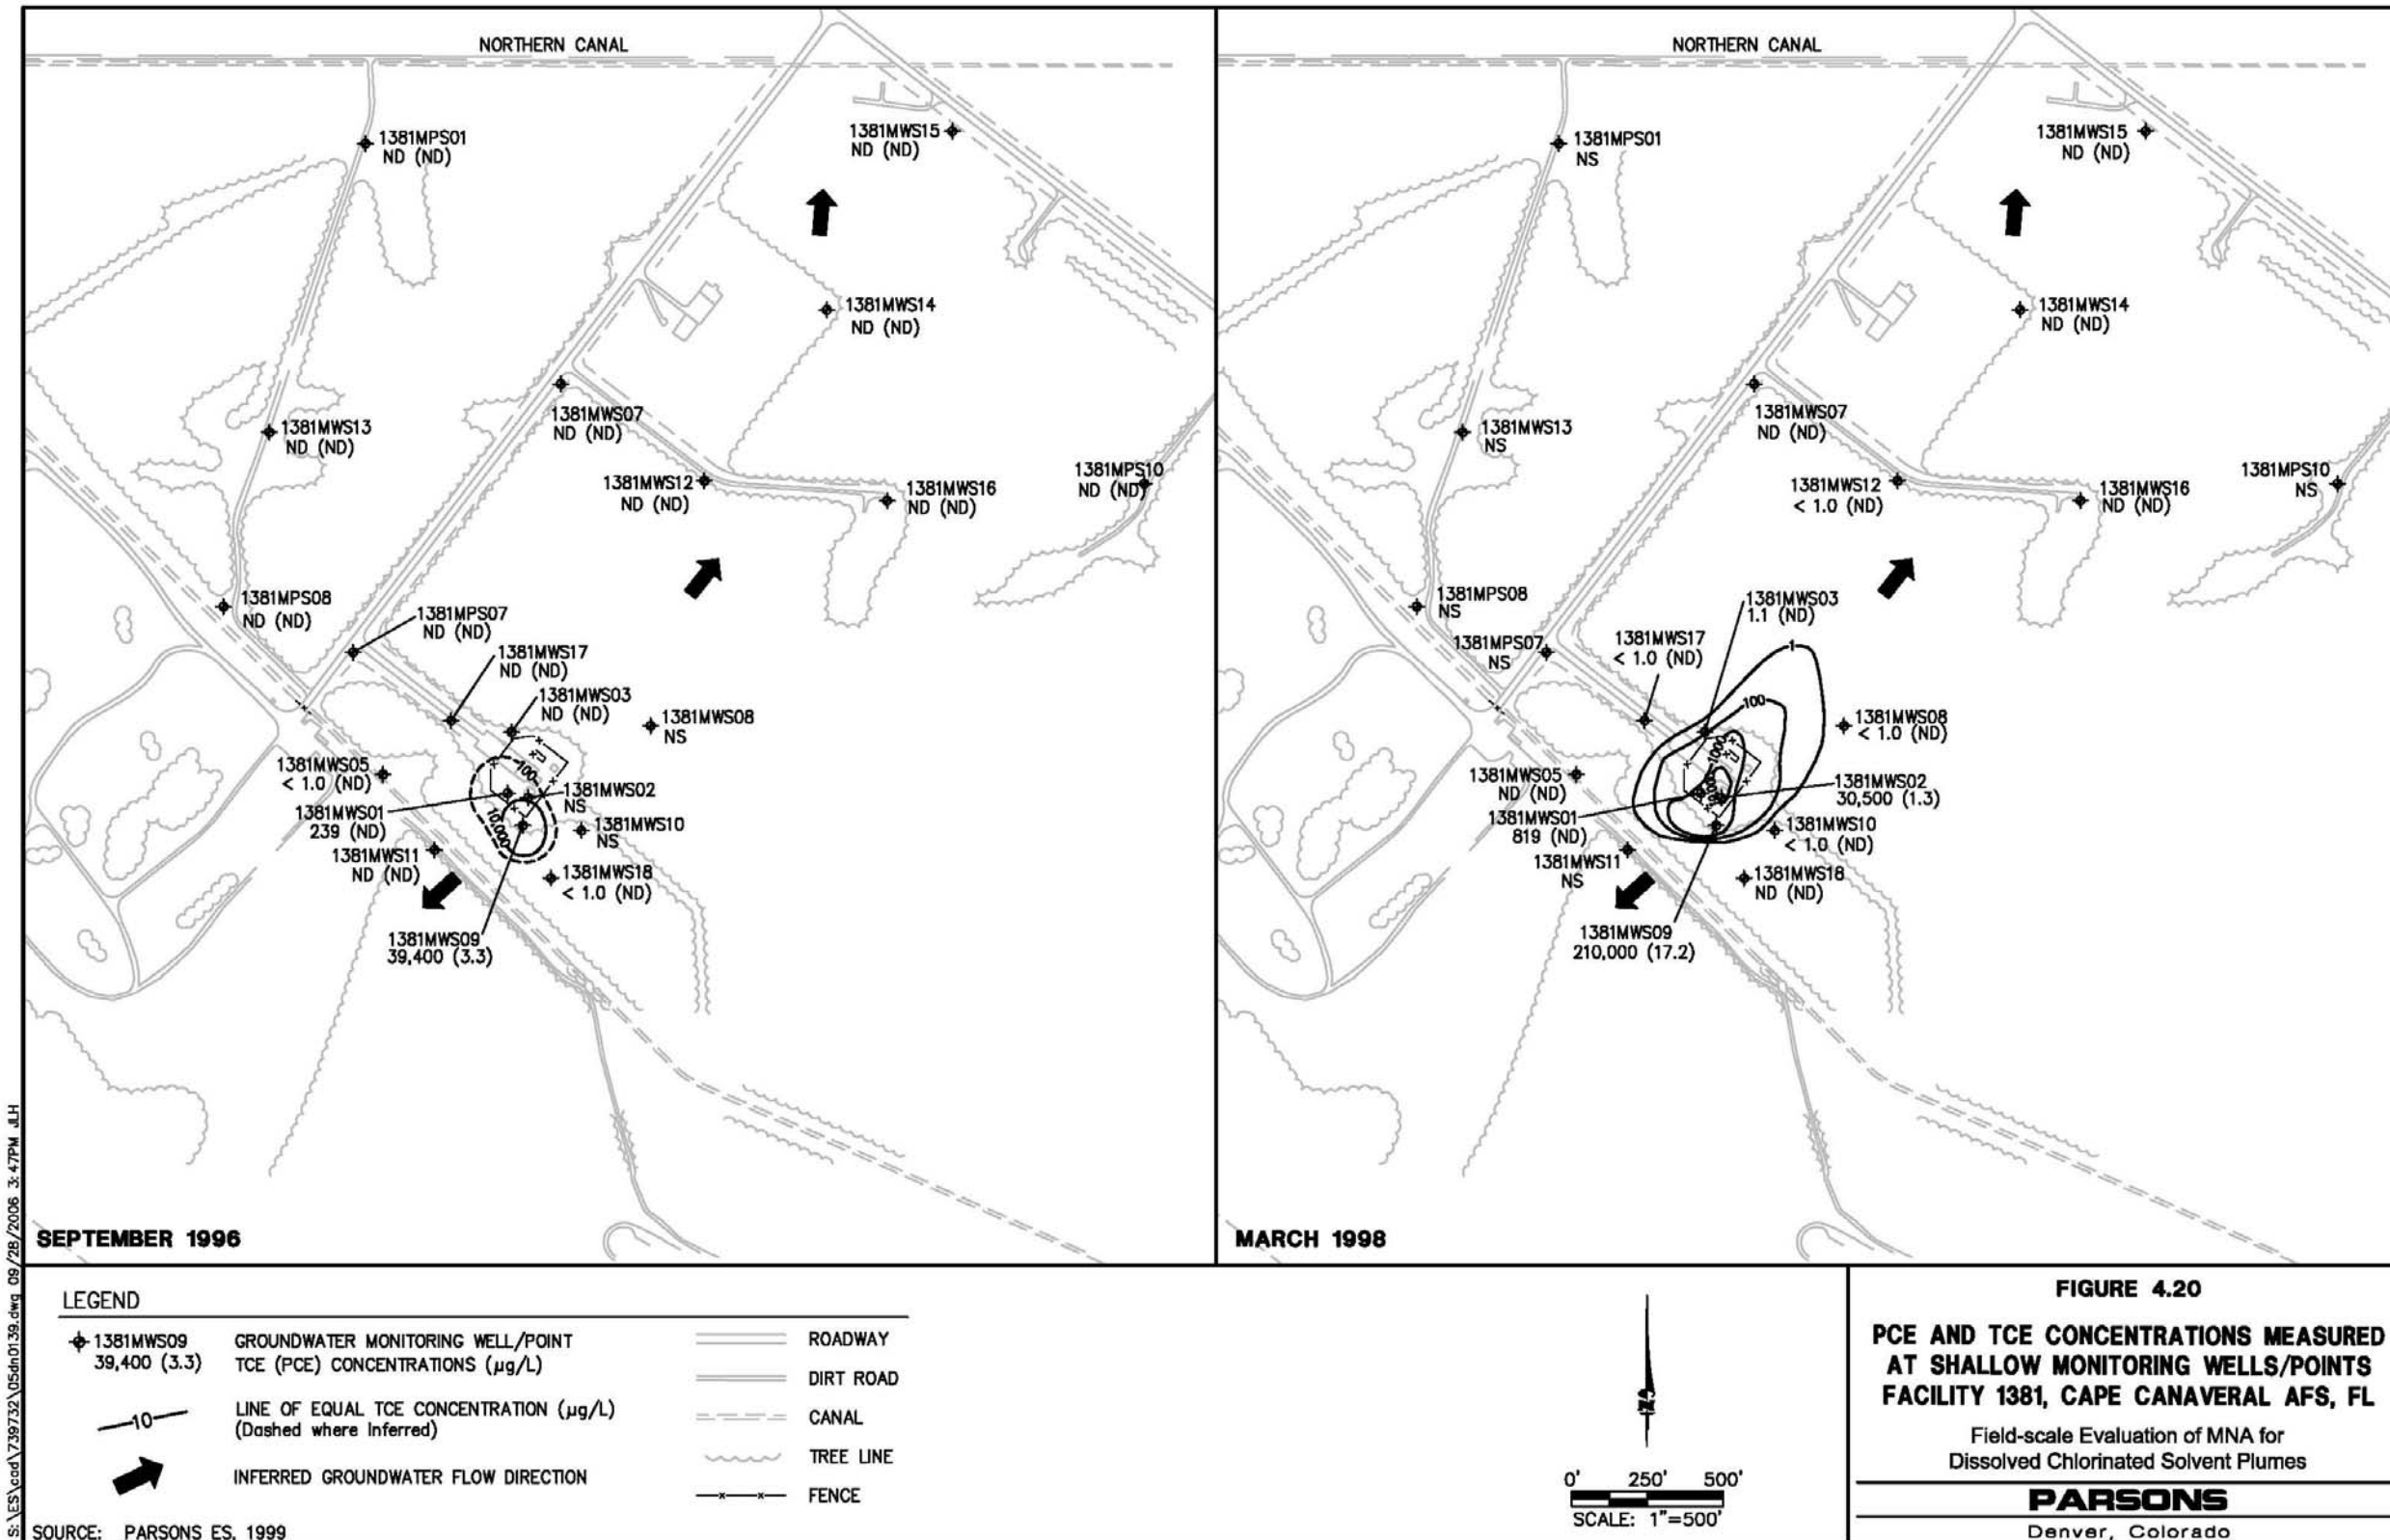 NORTHERN CANAL
1381MPS01
ND (ND)
1381MWS15
ND (ND)
1381MWS14
ND (ND)
1381MWS07
ND (ND)
1381MWS13
ND (ND)
1381MWS12
ND (ND)
1381MWS16
ND (ND)
1381MPS10
ND (ND)
1381MPS08
ND (ND)
1381MPS07
ND (ND)
1381MWS17
ND (ND)
1381MWS03
ND (ND)
1381MWS08
NS
1381MWS05
< 1.0 (ND)
100
1381MWS02
NS
1381MWS01
239 (ND)
10,000
1381MWS10
NS
1381MWS11
ND (ND)
1381MWS18
< 1.0 (ND)
1381MWS09
39,400 (3.3)
SEPTEMBER 1996
NORTHERN CANAL
1381MPS01
NS
1381MWS15
ND (ND)
1381MWS14
ND (ND)
1381MWS07
ND (ND)
1381MWS13
NS
1381MWS12
< 1.0 (ND)
1381MWS16
ND (ND)
1381MPS10
NS
1381MPS08
NS
1381MWS03
1.1 (ND)
1381MPS07
NS
1381MWS17
< 1.0 (ND)
1
100
1381MWS08
< 1.0 (ND)
1000
1381MWS05
ND (ND)
1381MWS02
30,500 (1.3)
1381MWS01
819 (ND)
1381MWS10
< 1.0 (ND)
1381MWS11
NS
1381MWS18
ND (ND)
1381MWS09
210,000 (17.2)
MARCH 1998
S:\ES\cad\739732\05dn0139.dwg 09/28/2006 3:47PM JLH
LEGEND
1381MWS09
39,400 (3.3)
GROUNDWATER MONITORING WELL/POINT
TCE (PCE) CONCENTRATIONS (µg/L)
10
LINE OF EQUAL TCE CONCENTRATION (µg/L)
(Dashed where Inferred)
INFERRED GROUNDWATER FLOW DIRECTION
ROADWAY
DIRT ROAD
CANAL
TREE LINE
FENCE
SOURCE: PARSONS ES, 1999
0' 250' 500'
SCALE: 1"=500'
FIGURE 4.20
PCE AND TCE CONCENTRATIONS MEASURED
AT SHALLOW MONITORING WELLS/POINTS
FACILITY 1381, CAPE CANAVERAL AFS, FL
Field-scale Evaluation of MNA for
Dissolved Chlorinated Solvent Plumes
PARSONS
Denver, Colorado